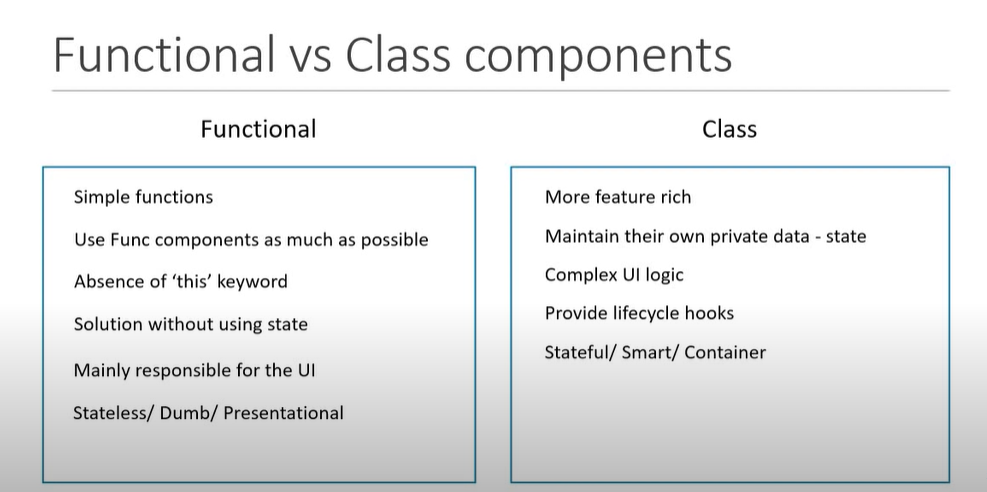 Functional vs Class components
Functional
Simple functions
Use Func components as much as possible
Absence of ‘this’ keyword
Solution without using state
Mainly responsible for the UI
Stateless/ Dumb/ Presentational
Class
More feature rich
Maintain their own private data - state
Complex UI logic
Provide lifecycle hooks
Stateful/ Smart/ Container